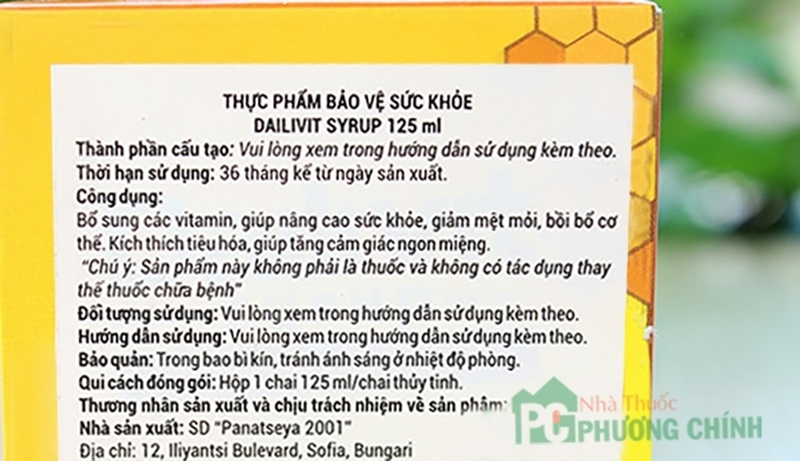 THỰC PHẨM BẢO VỆ SỨC KHỎE
DAILIVIT SYRUP 125 ml
Thành phần cấu tạo: Vui lòng xem trong hướng dẫn sử dụng kèm theo.
Thời hạn sử dụng: 36 tháng kể từ ngày sản xuất.
Công dụng:
Bổ sung các vitamin, giúp nâng cao sức khỏe, giảm mệt mỏi, bồi bổ cơ
thể. Kích thích tiêu hóa, giúp tăng cảm giác ngon miệng.
"Chú ý: Sản phẩm này không phải là thuốc và không có tác dụng thay
thế thuốc chữa bệnh"
Đối tượng sử dụng: Vui lòng xem trong hướng dẫn sử dụng kèm theo.
Hướng dẫn sử dụng: Vui lòng xem trong hướng dẫn sử dụng kèm theo.
Bảo quản: Trong bao bì kín, tránh ánh sáng ở nhiệt độ phòng.
Qui cách đóng gói: Hộp 1 chai 125 ml/chai thủy tinh.
Thương nhân sản xuất và chịu trách nhiệm về sản phẩm:
Nhà sản xuất: SD "Panatseya 2001"
Địa chỉ: 12, Iliyantsi Bulevard, Sofia, Bungari
PC Nhà Thuốc
PHƯƠNG CHÍNH